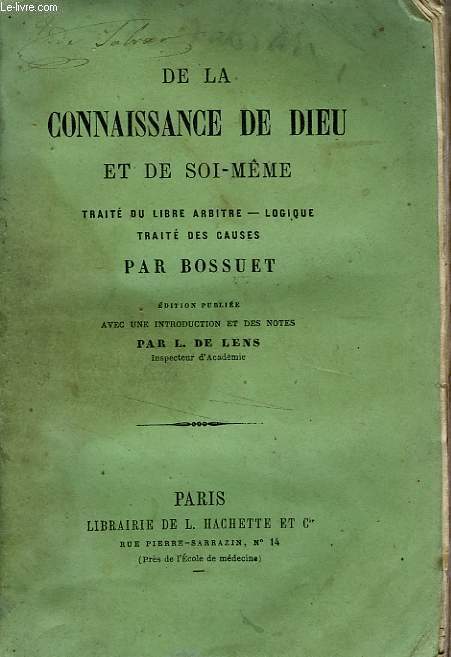 Le-livre.com
DE LA
CONNAISSANCE DE DIEU
ET DE SOI-MÊME
TRAITÉ DU LIBRE ARBITRE — LOGIQUE
TRAITÉ DES CAUSES
PAR BOSSUET
ÉDITION PUBLIÉE
AVEC UNE INTRODUCTION ET DES NOTES
PAR L. DE LENS
Inspecteur d'Académie
PARIS
LIBRAIRIE DE L. HACHETTE ET Cie
RUE PIERRE-SARRAZIN, No 14
(Près de l'École de médecine)